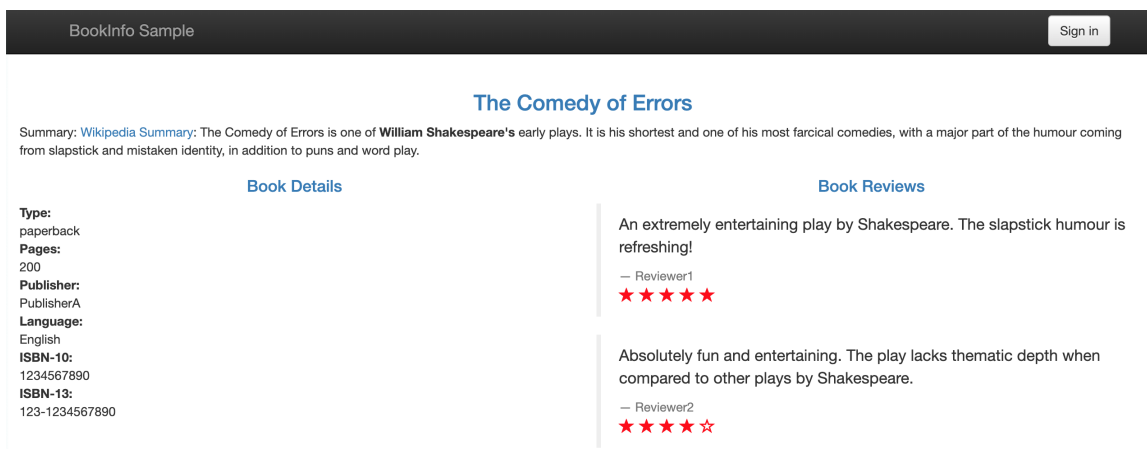 BookInfo Sample
Sign in
The Comedy of Errors
Summary: Wikipedia Summary: The Comedy of Errors is one of William Shakespeare's early plays. It is his shortest and one of his most farcical comedies, with a major part of the humour coming
from slapstick and mistaken identity, in addition to puns and word play.
Book Details
Type:
paperback
Pages:
200
Publisher:
PublisherA
Language:
English
ISBN-10:
1234567890
ISBN-13:
123-1234567890
Book Reviews
An extremely entertaining play by Shakespeare. The slapstick humour is
refreshing!
— Reviewer1
Absolutely fun and entertaining. The play lacks thematic depth when
compared to other plays by Shakespeare.
— Reviewer2